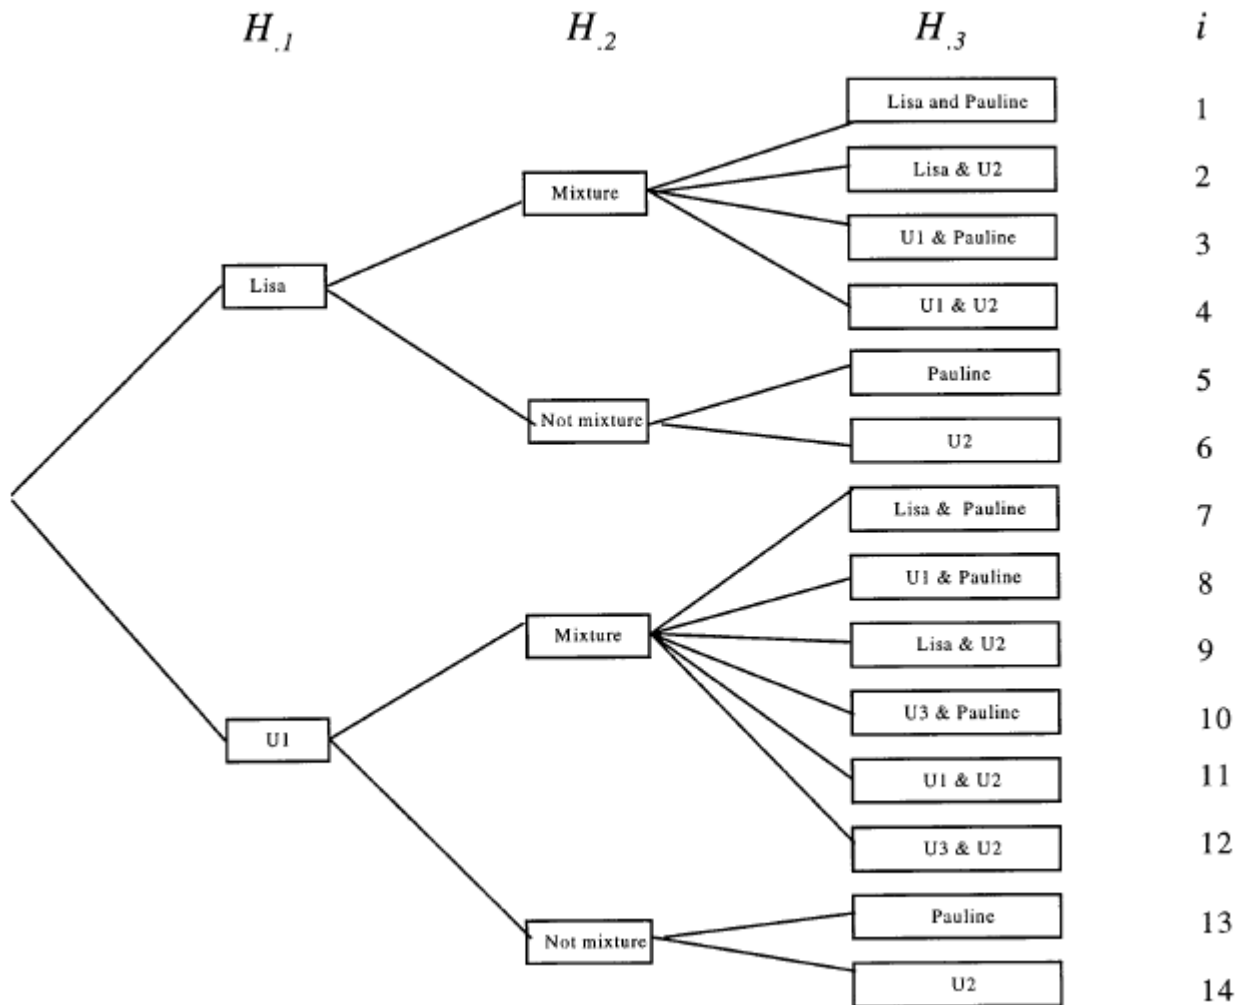 H.1 H.2 H.3 i
Lisa and Pauline 1
Lisa & U2 2
Mixture
U1 & Pauline 3
Lisa
U1 & U2 4
Pauline 5
Not mixture
U2 6
Lisa & Pauline 7
U1 & Pauline 8
Mixture
Lisa & U2 9
U3 & Pauline 10
U1
U1 & U2 11
U3 & U2 12
Pauline 13
Not mixture
U2 14